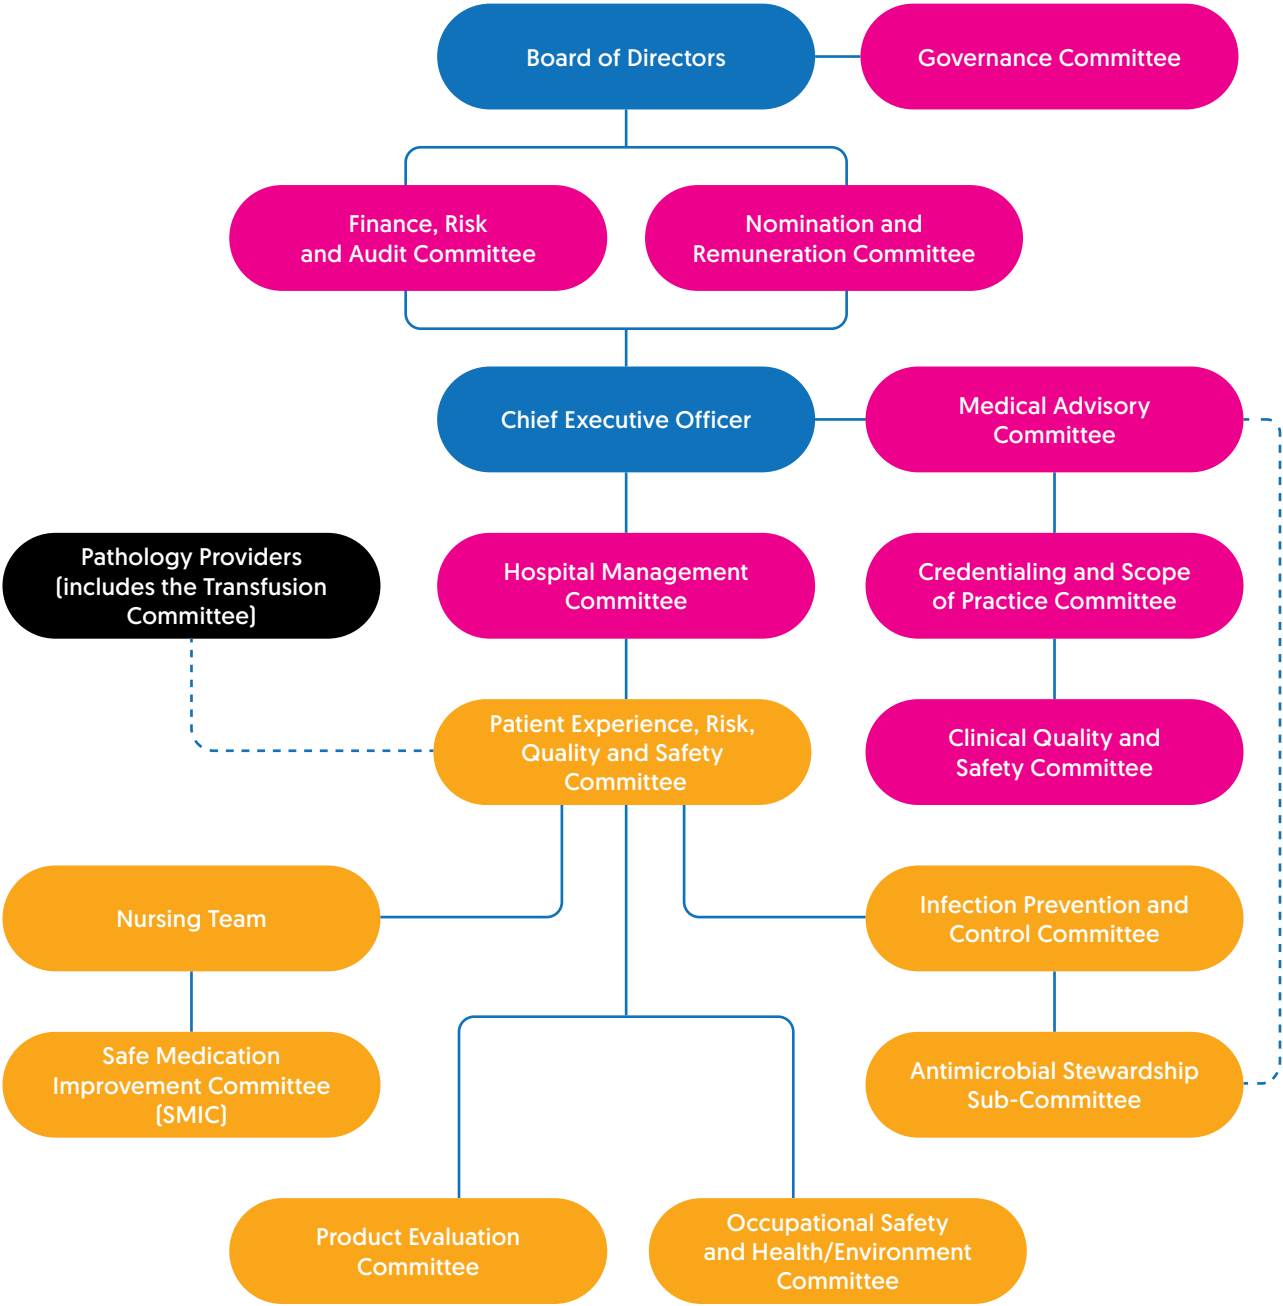 Board of Directors
Governance Committee
Finance, Risk
and Audit Committee
Nomination and
Remuneration Committee
Chief Executive Officer
Medical Advisory
Committee
Pathology Providers
(includes the Transfusion
Committee)
Hospital Management
Committee
Credentialing and Scope
of Practice Committee
Patient Experience, Risk,
Quality and Safety
Committee
Clinical Quality and
Safety Committee
Nursing Team
Infection Prevention and
Control Committee
Safe Medication
Improvement Committee
(SMIC)
Antimicrobial Stewardship
Sub-Committee
Product Evaluation
Committee
Occupational Safety
and Health/Environment
Committee